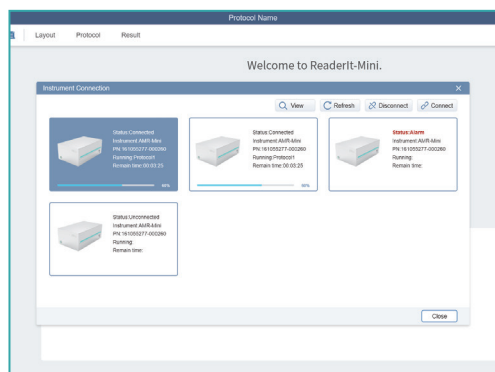 Protocol Name
Layout Protocol Result
Welcome to ReaderIt-Mini.
Instrument Connection
View Refresh Disconnect Connect
Status:Connected
Instrument:AMR-Mini
PN:161055277-000260
Running:Protocol1
Remain time:00:03:25
66%
Status:Connected
Instrument:AMR-Mini
PN:161055277-000260
Running:Protocol1
Remain time:00:03:25
66%
Status:Alarm
Instrument:AMR-Mini
PN:161055277-000260
Running:
Remain time:
Status:Unconnected
Instrument:AMR-Mini
PN:161055277-000260
Running:
Remain time:
Close